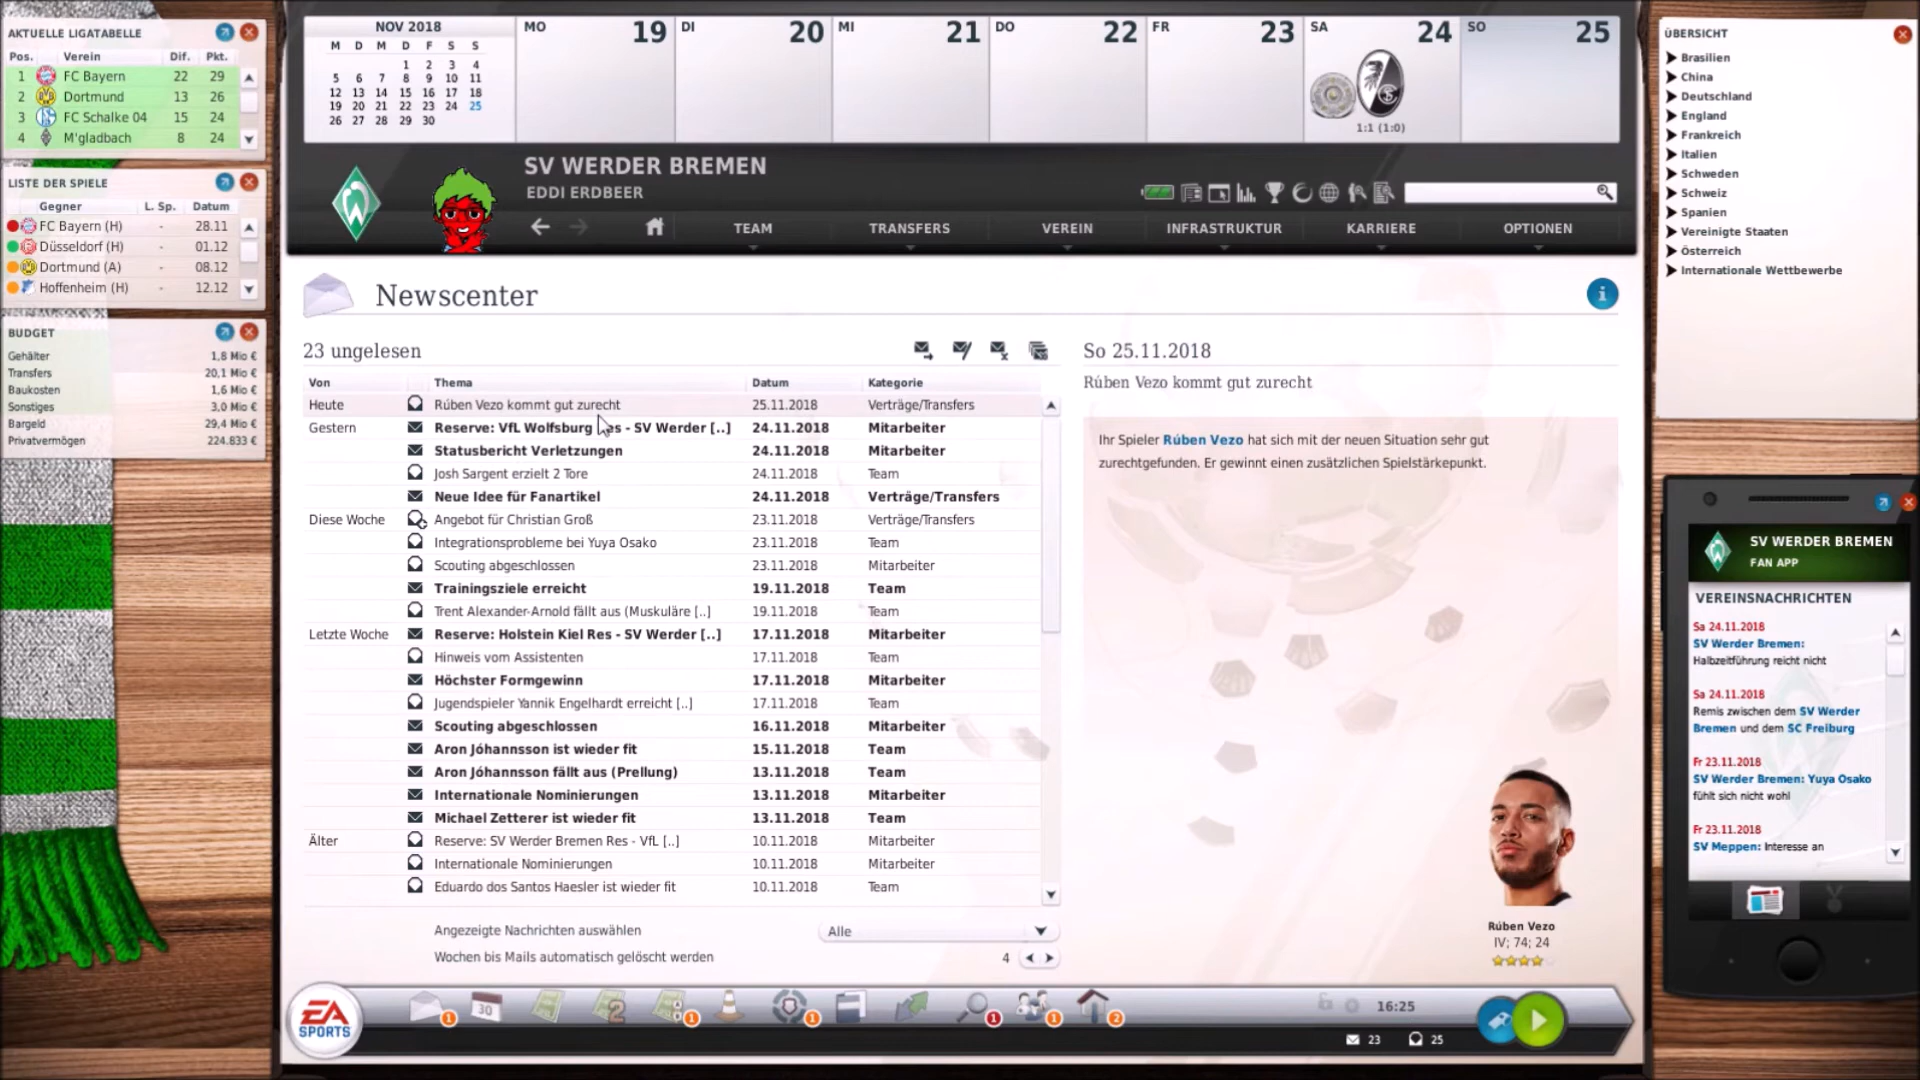 AKTUELLE LIGATABELLE
Pos. Verein Dif. Pkt.
1 FC Bayern 22 29
2 Dortmund 13 26
3 FC Schalke 04 15 24
4 M'gladbach 8 24
LISTE DER SPIELE
Gegner L. Sp. Datum
FC Bayern (H) - 28.11
Düsseldorf (H) - 01.12
Dortmund (A) - 08.12
Hoffenheim (H) - 12.12
BUDGET
Gehälter 1,8 Mio €
Transfers 20,1 Mio €
Baukosten 1,6 Mio €
Sonstiges 3,0 Mio €
Bargeld 29,4 Mio €
Privatvermögen 224.833 €
NOV 2018
M D M D F S S
1 2 3 4
5 6 7 8 9 10 11
12 13 14 15 16 17 18
19 20 21 22 23 24 25
26 27 28 29 30
MO 19 DI 20 MI 21 DO 22 FR 23 SA 24 SO 25
1:1 (1:0)
SV WERDER BREMEN
EDDI ERDBEER
TEAM TRANSFERS VEREIN INFRASTRUKTUR KARRIERE OPTIONEN
Newscenter
23 ungelesen
Von Thema Datum Kategorie
Heute Rúben Vezo kommt gut zurecht 25.11.2018 Verträge/Transfers
Gestern Reserve: VfL Wolfsburg Res - SV Werder [..] 24.11.2018 Mitarbeiter
Statusbericht Verletzungen 24.11.2018 Mitarbeiter
Josh Sargent erzielt 2 Tore 24.11.2018 Team
Neue Idee für Fanartikel 24.11.2018 Verträge/Transfers
Diese Woche Angebot für Christian Groß 23.11.2018 Verträge/Transfers
Integrationsprobleme bei Yuya Osako 23.11.2018 Team
Scouting abgeschlossen 23.11.2018 Mitarbeiter
Trainingsziele erreicht 19.11.2018 Team
Trent Alexander-Arnold fällt aus (Muskuläre [..] 19.11.2018 Team
Letzte Woche Reserve: Holstein Kiel Res - SV Werder [..] 17.11.2018 Mitarbeiter
Hinweis vom Assistenten 17.11.2018 Team
Höchster Formgewinn 17.11.2018 Mitarbeiter
Jugendspieler Yannik Engelhardt erreicht [..] 17.11.2018 Team
Scouting abgeschlossen 16.11.2018 Mitarbeiter
Aron Jóhannsson ist wieder fit 15.11.2018 Team
Aron Jóhannsson fällt aus (Prellung) 13.11.2018 Team
Internationale Nominierungen 13.11.2018 Mitarbeiter
Michael Zetterer ist wieder fit 13.11.2018 Team
Älter Reserve: SV Werder Bremen Res - VfL [..] 10.11.2018 Mitarbeiter
Internationale Nominierungen 10.11.2018 Mitarbeiter
Eduardo dos Santos Haesler ist wieder fit 10.11.2018 Team
Angezeigte Nachrichten auswählen Alle
Wochen bis Mails automatisch gelöscht werden 4
So 25.11.2018
Rúben Vezo kommt gut zurecht
Ihr Spieler Rúben Vezo hat sich mit der neuen Situation sehr gut
zurechtgefunden. Er gewinnt einen zusätzlichen Spielstärkepunkt.
Rúben Vezo
IV; 74; 24
EA
SPORTS
1 30 2 1 1 1 1 2
16:25
23 25
ÜBERSICHT
Brasilien
China
Deutschland
England
Frankreich
Italien
Schweden
Schweiz
Spanien
Vereinigte Staaten
Österreich
Internationale Wettbewerbe
SV WERDER BREMEN
FAN APP
VEREINSNACHRICHTEN
Sa 24.11.2018
SV Werder Bremen:
Halbzeitführung reicht nicht
Sa 24.11.2018
Remis zwischen dem SV Werder
Bremen und dem SC Freiburg
Fr 23.11.2018
SV Werder Bremen: Yuya Osako
fühlt sich nicht wohl
Fr 23.11.2018
SV Meppen: Interesse an